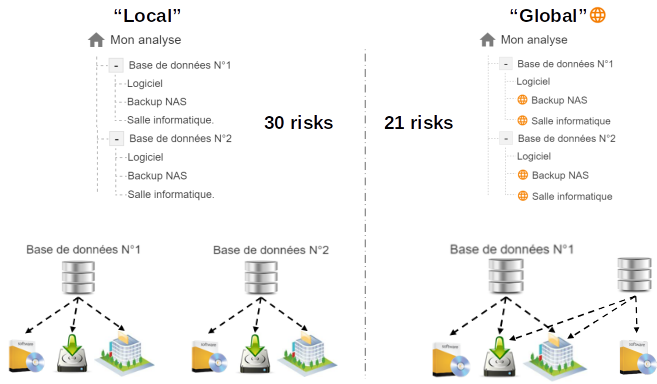 “Local”
Mon analyse
- Base de données N°1
Logiciel
Backup NAS
Salle informatique.
- Base de données N°2
Logiciel
Backup NAS
Salle informatique.
30 risks
“Global”
Mon analyse
- Base de données N°1
Logiciel
Backup NAS
Salle informatique
- Base de données N°2
Logiciel
Backup NAS
Salle informatique
21 risks
Base de données N°1
software
Base de données N°2
software
Base de données N°1
software
software